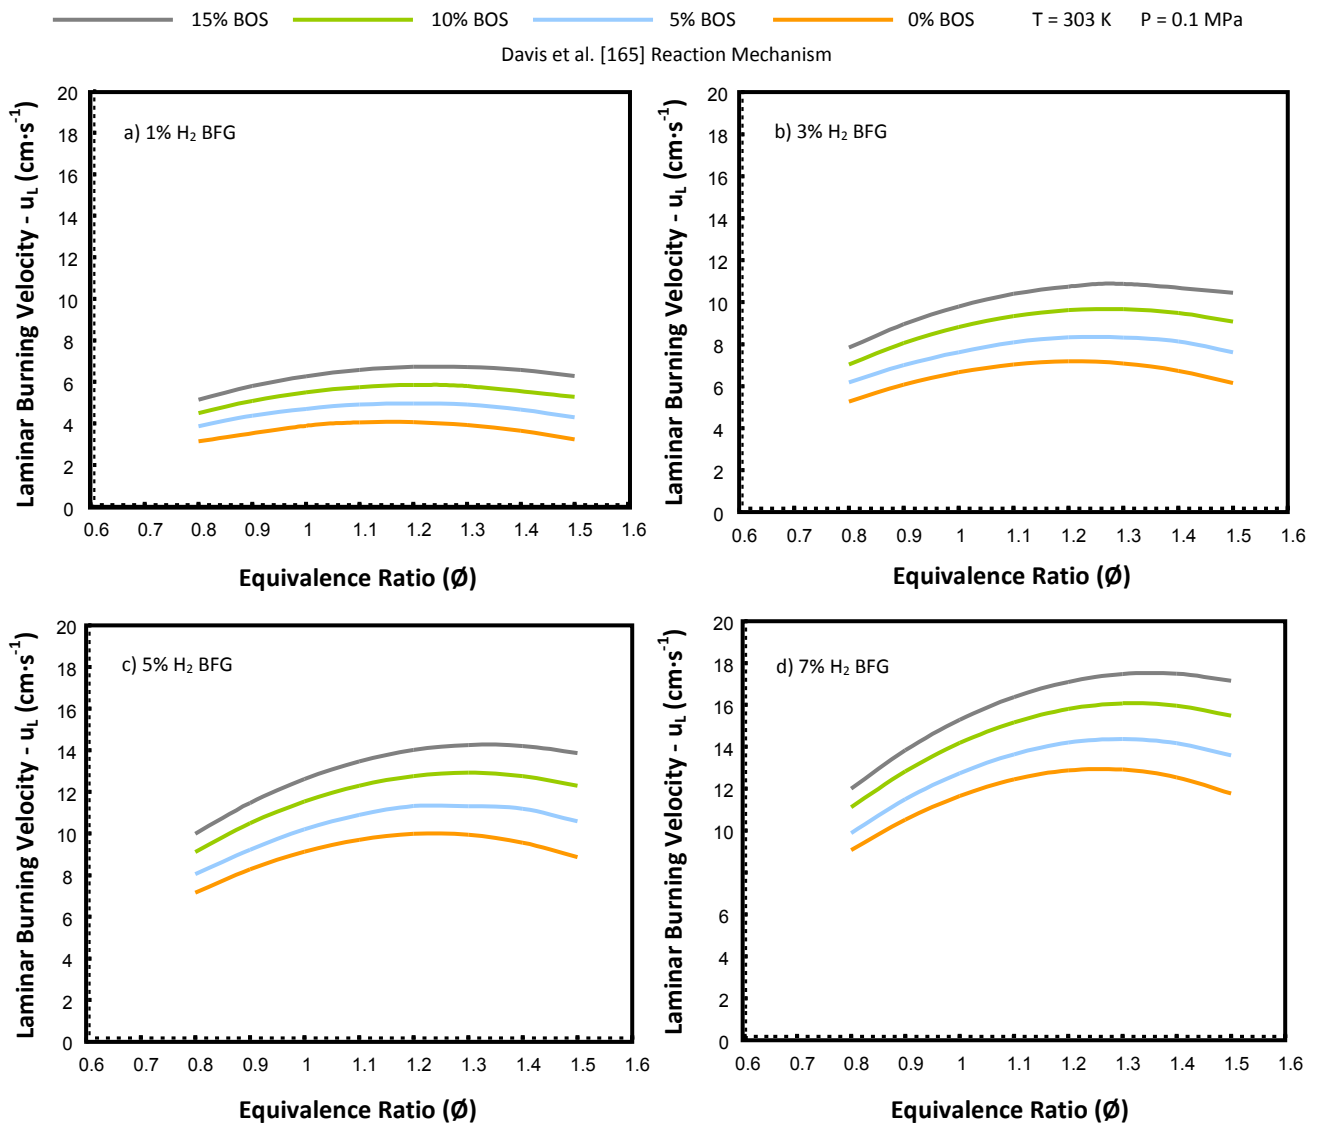 15% BOS 10% BOS 5% BOS 0% BOS T = 303 K P = 0.1 MPa
Davis et al. [165] Reaction Mechanism
Laminar Burning Velocity - u_L (cm·s⁻¹)
20
18
16
14
12
10
8
6
4
2
0
a) 1% H₂ BFG
0.6 0.7 0.8 0.9 1 1.1 1.2 1.3 1.4 1.5 1.6
Equivalence Ratio (Ø)
Laminar Burning Velocity - u_L (cm·s⁻¹)
20
18
16
14
12
10
8
6
4
2
0
b) 3% H₂ BFG
0.6 0.7 0.8 0.9 1 1.1 1.2 1.3 1.4 1.5 1.6
Equivalence Ratio (Ø)
Laminar Burning Velocity - u_L (cm·s⁻¹)
20
18
16
14
12
10
8
6
4
2
0
c) 5% H₂ BFG
0.6 0.7 0.8 0.9 1 1.1 1.2 1.3 1.4 1.5 1.6
Equivalence Ratio (Ø)
Laminar Burning Velocity - u_L (cm·s⁻¹)
20
18
16
14
12
10
6
4
2
0
d) 7% H₂ BFG
0.6 0.7 0.8 0.9 1 1.1 1.2 1.3 1.4 1.5 1.6
Equivalence Ratio (Ø)